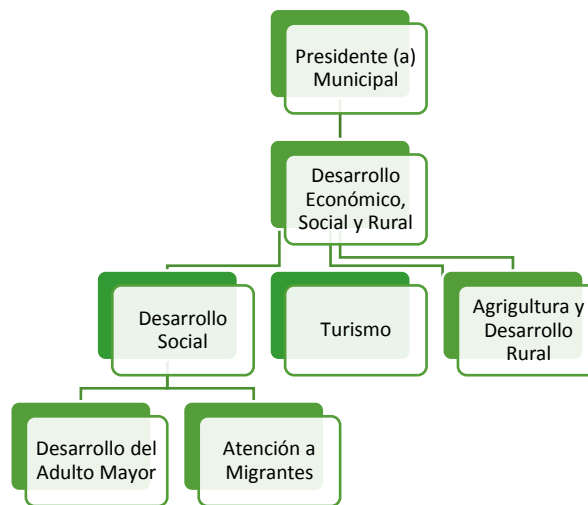 Presidente (a)
Municipal
Desarrollo
Económico,
Social y Rural
Desarrollo
Social
Turismo
Agrigultura y
Desarrollo
Rural
Desarrollo del
Adulto Mayor
Atención a
Migrantes